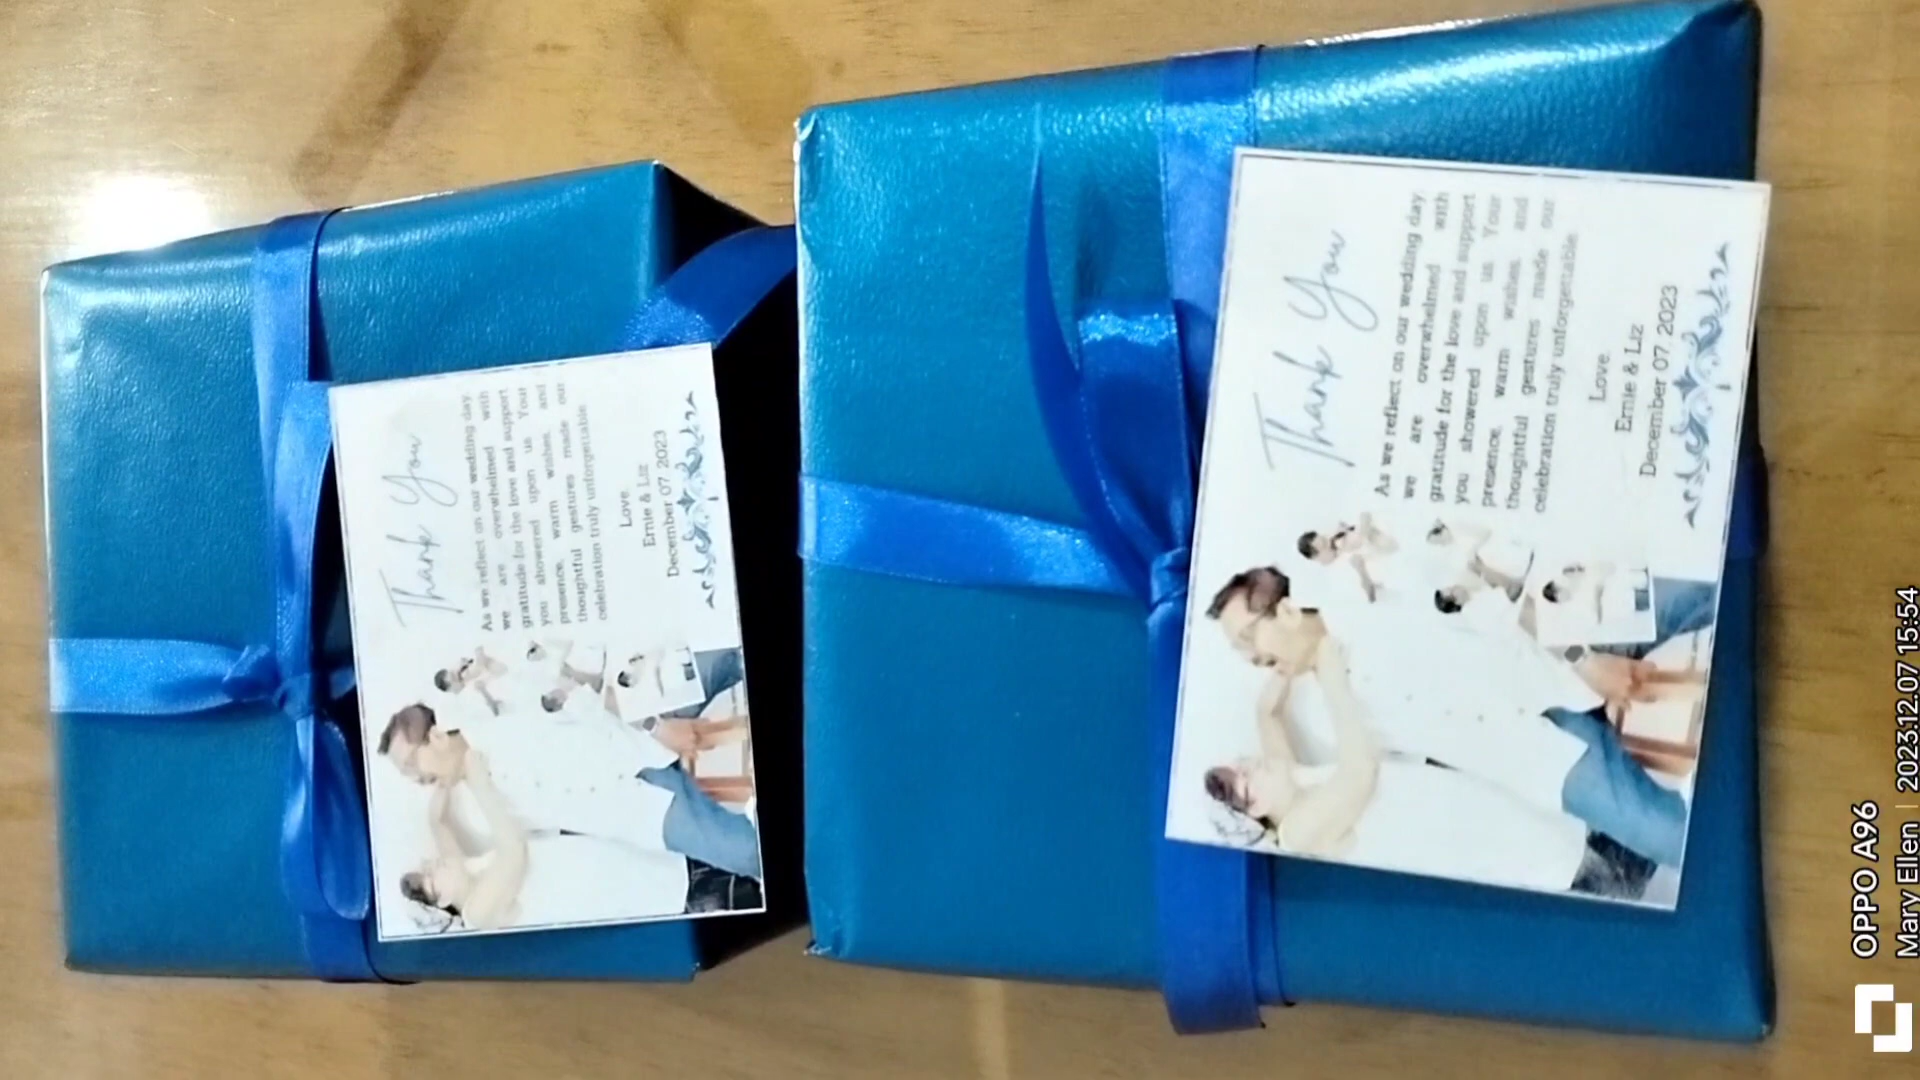 Thank You
As we reflect on our wedding day,
we are overwhelmed with
gratitude for the love and support
you showered upon us. Your
presence, warm wishes, and
thoughtful gestures made our
celebration truly unforgettable.
Love,
Ernie & Liz
December 07, 2023
Thank You
As we reflect on our wedding day,
we are overwhelmed with
gratitude for the love and support
you showered upon us. Your
presence, warm wishes, and
thoughtful gestures made our
celebration truly unforgettable.
Love,
Ernie & Liz
December 07, 2023
OPPO A96
Mary Ellen | 2023.12.07 15:54